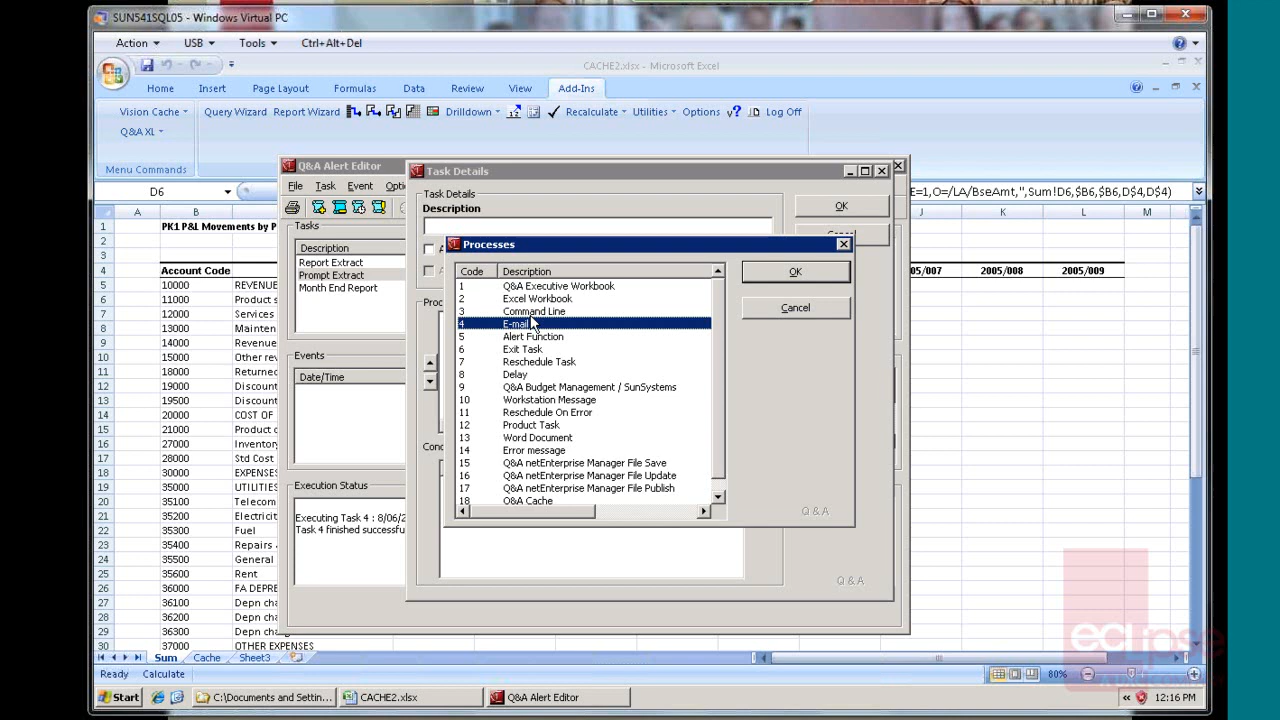 SUN541SQL05 - Windows Virtual PC
Action USB Tools Ctrl+Alt+Del
CACHE2.xlsx - Microsoft Excel
Home Insert Page Layout Formulas Data Review View Add-Ins
Vision Cache Query Wizard Report Wizard Drilldown Recalculate Utilities Options Log Off
Q&A XL
Menu Commands
D6 E=1,O=/LA/BseAmt,",Sum!D6,$B6,$B6,D$4,D$4)
A B J K L M
1 PK1 P&L Movements by P
2
3
4 Account Code 05/007 2005/008 2005/009
5 10000 REVENUE
6 11000 Product s
7 12000 Services
8 13000 Mainten
9 14000 Revenue
10 15000 Other rev
11 18000 Returned
12 19000 Discount
13 19500 Discount
14 20000 COST OF
15 21000 Product
16 27000 Inventory
17 28000 Std Cost
18 30000 EXPENSES
19 35000 UTILITIES
20 35100 Telecom
21 35200 Electricit
22 35300 Fuel
23 35400 Repairs
24 35500 General
25 35600 Rent
26 36000 FA DEPRE
27 36100 Depn cha
28 36200 Depn cha
29 36300 Depn cha
30 37000 OTHER EXPENSES
Q&A Alert Editor
File Task Event
Tasks
Description
Report Extract
Prompt Extract
Month End Report
Events
Date/Time
Execution Status
Executing Task 4 : 8/06/2
Task 4 finished successfu
Task Details
Task Details
Description
OK
Proc
Cond
Q&A
Processes
Code Description
1 Q&A Executive Workbook
2 Excel Workbook
3 Command Line
4 E-mail
5 Alert Function
6 Exit Task
7 Reschedule Task
8 Delay
9 Q&A Budget Management / SunSystems
10 Workstation Message
11 Reschedule On Error
12 Product Task
13 Word Document
14 Error message
15 Q&A netEnterprise Manager File Save
16 Q&A netEnterprise Manager File Update
17 Q&A netEnterprise Manager File Publish
18 Q&A Cache
OK
Cancel
Q&A
Sum Cache Sheet3
Ready Calculate 80%
Start C:\Documents and Settin... CACHE2.xlsx Q&A Alert Editor 12:16 PM
eclipse